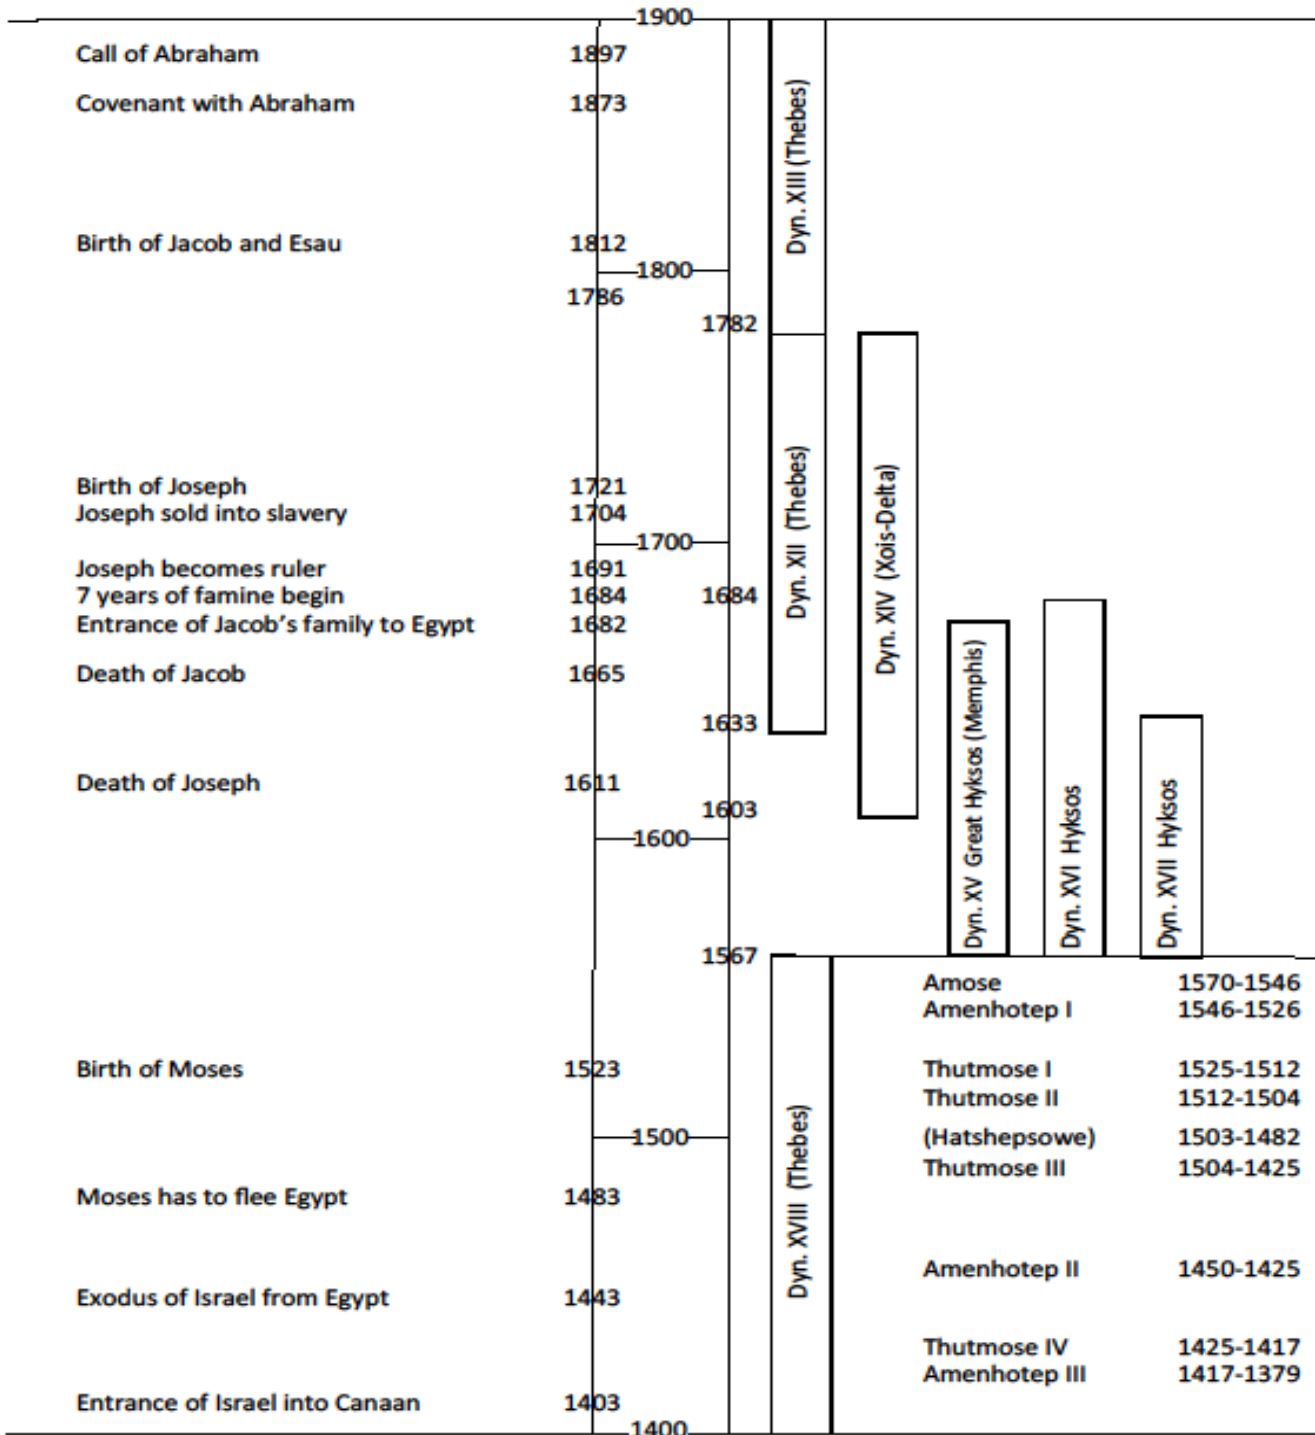 1900
Call of Abraham 1897
Covenant with Abraham 1873
Dyn. XIII (Thebes)
Birth of Jacob and Esau 1812
1800
1786
1782
Birth of Joseph 1721
Joseph sold into slavery 1704
1700
Dyn. XII (Thebes)
Dyn. XIV (Xois-Delta)
Joseph becomes ruler 1691
7 years of famine begin 1684 1684
Entrance of Jacob's family to Egypt 1682
Death of Jacob 1665
1633
Death of Joseph 1611
1603
1600
Dyn. XV Great Hyksos (Memphis)
Dyn. XVI Hyksos
Dyn. XVII Hyksos
1567
Amose 1570-1546
Amenhotep I 1546-1526
Birth of Moses 1523 Thutmose I 1525-1512
Thutmose II 1512-1504
1500 (Hatshepsowe) 1503-1482
Thutmose III 1504-1425
Dyn. XVIII (Thebes)
Moses has to flee Egypt 1483
Amenhotep II 1450-1425
Exodus of Israel from Egypt 1443
Thutmose IV 1425-1417
Amenhotep III 1417-1379
Entrance of Israel into Canaan 1403
1400